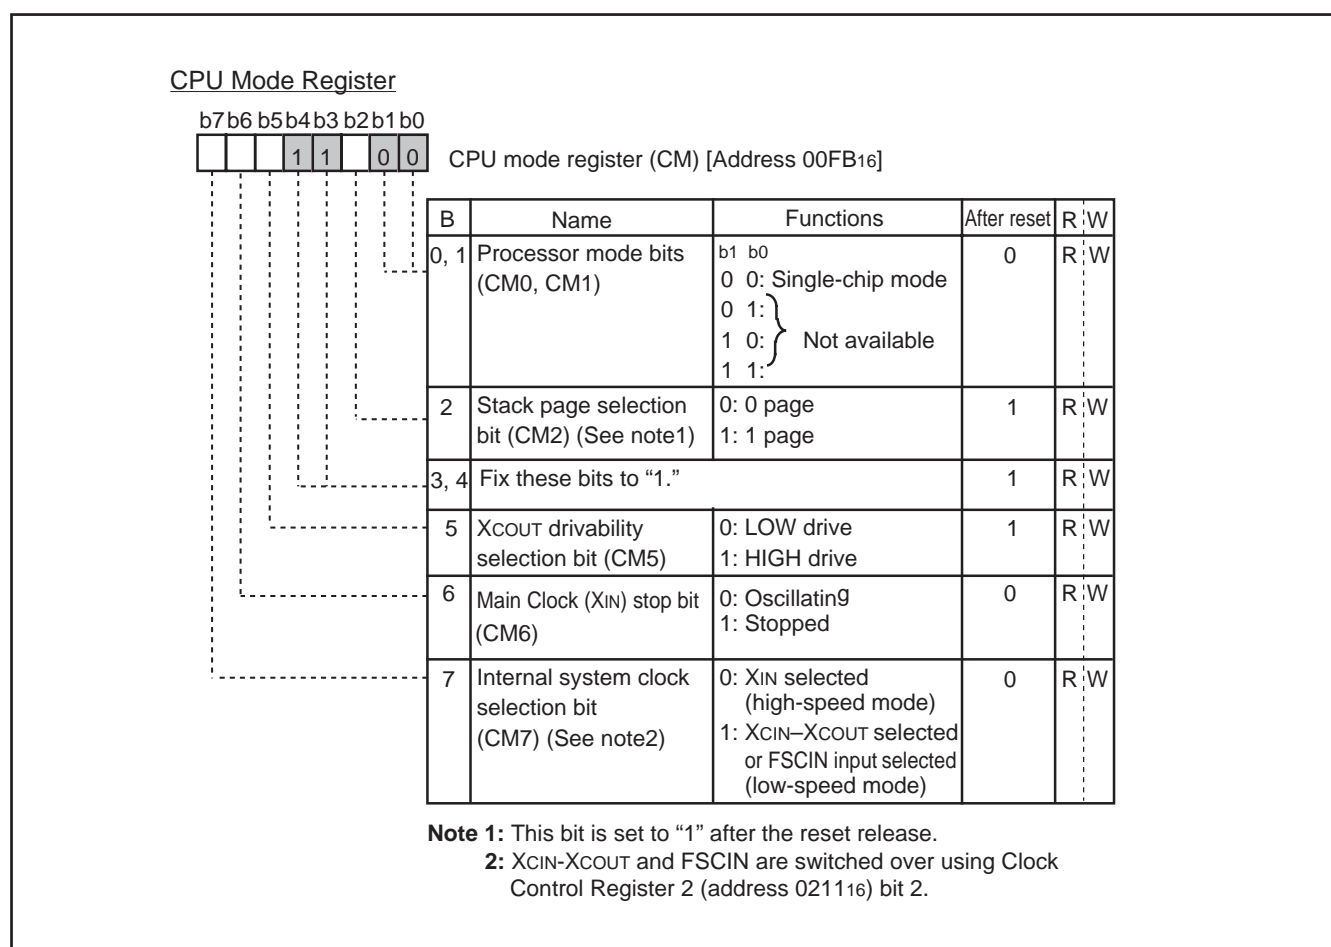 CPU Mode Register
b7 b6 b5 b4 b3 b2 b1 b0
1 1 0 0
CPU mode register (CM) [Address 00FB16]
B Name Functions After reset R W
0, 1 Processor mode bits (CM0, CM1)
b1 b0
0 0: Single-chip mode
0 1:
1 0: Not available
1 1:
0 R W
2 Stack page selection bit (CM2) (See note1)
0: 0 page
1: 1 page
1 R W
3, 4 Fix these bits to “1.” 1 R W
5 XCOUT drivability selection bit (CM5)
0: LOW drive
1: HIGH drive
1 R W
6 Main Clock (XIN) stop bit (CM6)
0: Oscillating
1: Stopped
0 R W
7 Internal system clock selection bit (CM7) (See note2)
0: XIN selected
(high-speed mode)
1: XCIN–XCOUT selected
or FSCIN input selected
(low-speed mode)
0 R W
Note 1: This bit is set to “1” after the reset release.
2: XCIN-XCOUT and FSCIN are switched over using Clock
Control Register 2 (address 021116) bit 2.